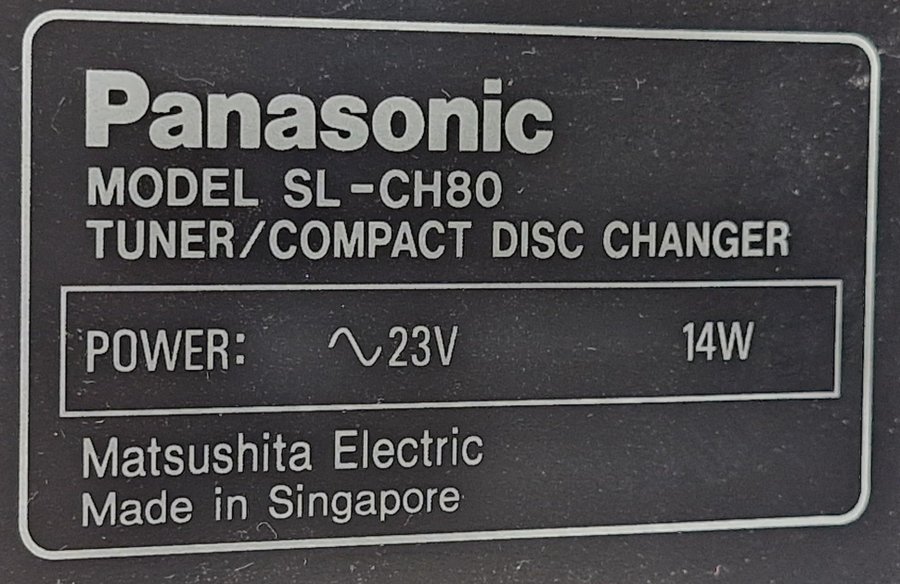 Panasonic
MODEL SL-CH80
TUNER/COMPACT DISC CHANGER
POWER: ∿23V 14W
Matsushita Electric
Made in Singapore